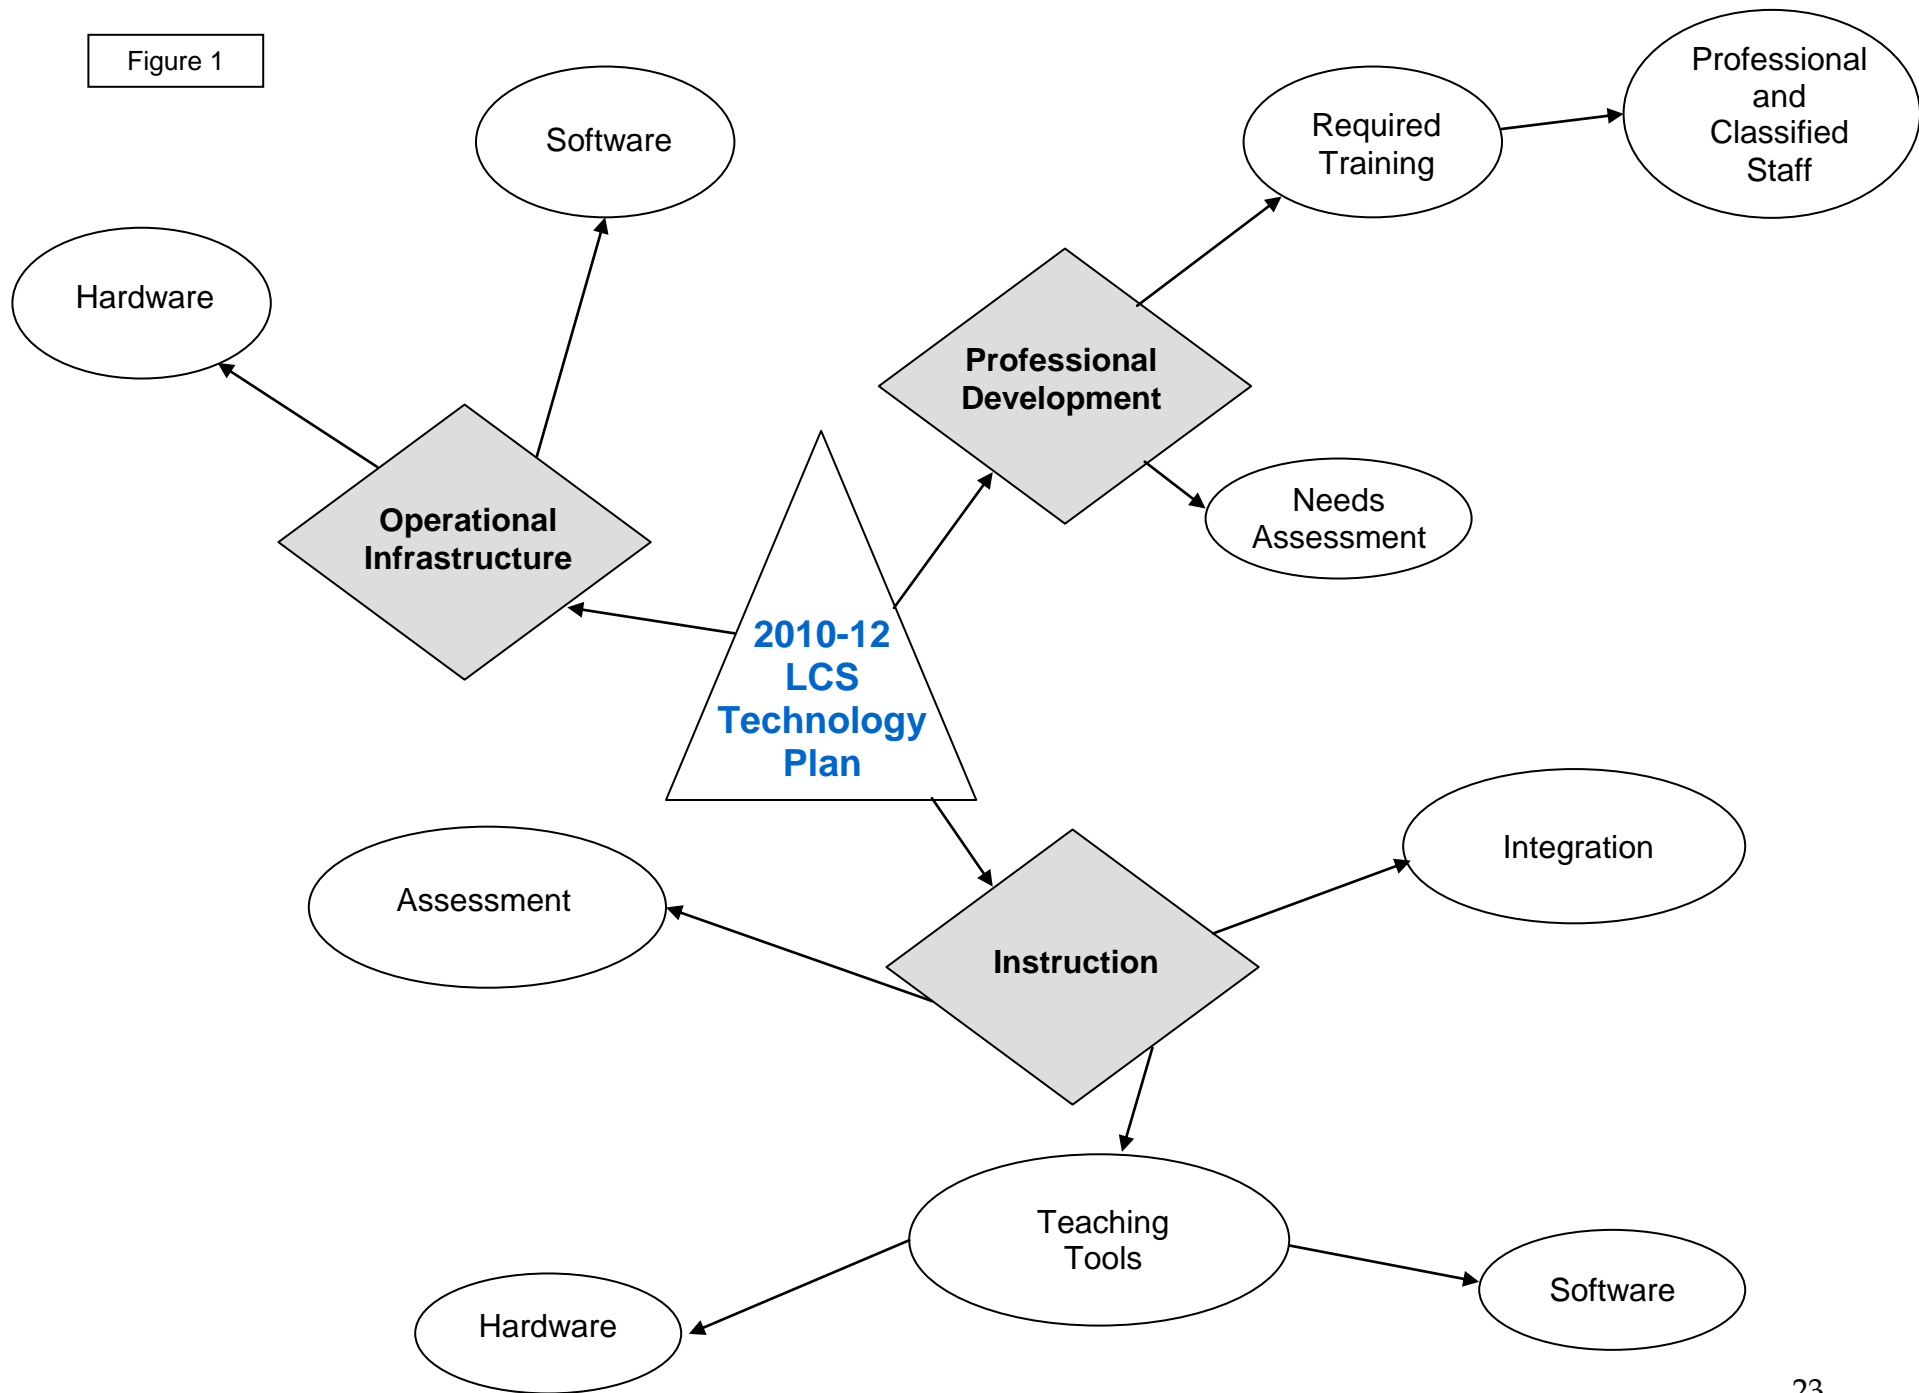 Figure 1
Software
Hardware
Required
Training
Professional
and
Classified
Staff
Professional
Development
Needs
Assessment
Operational
Infrastructure
2010-12
LCS
Technology
Plan
Assessment
Integration
Instruction
Teaching
Tools
Hardware
Software
23